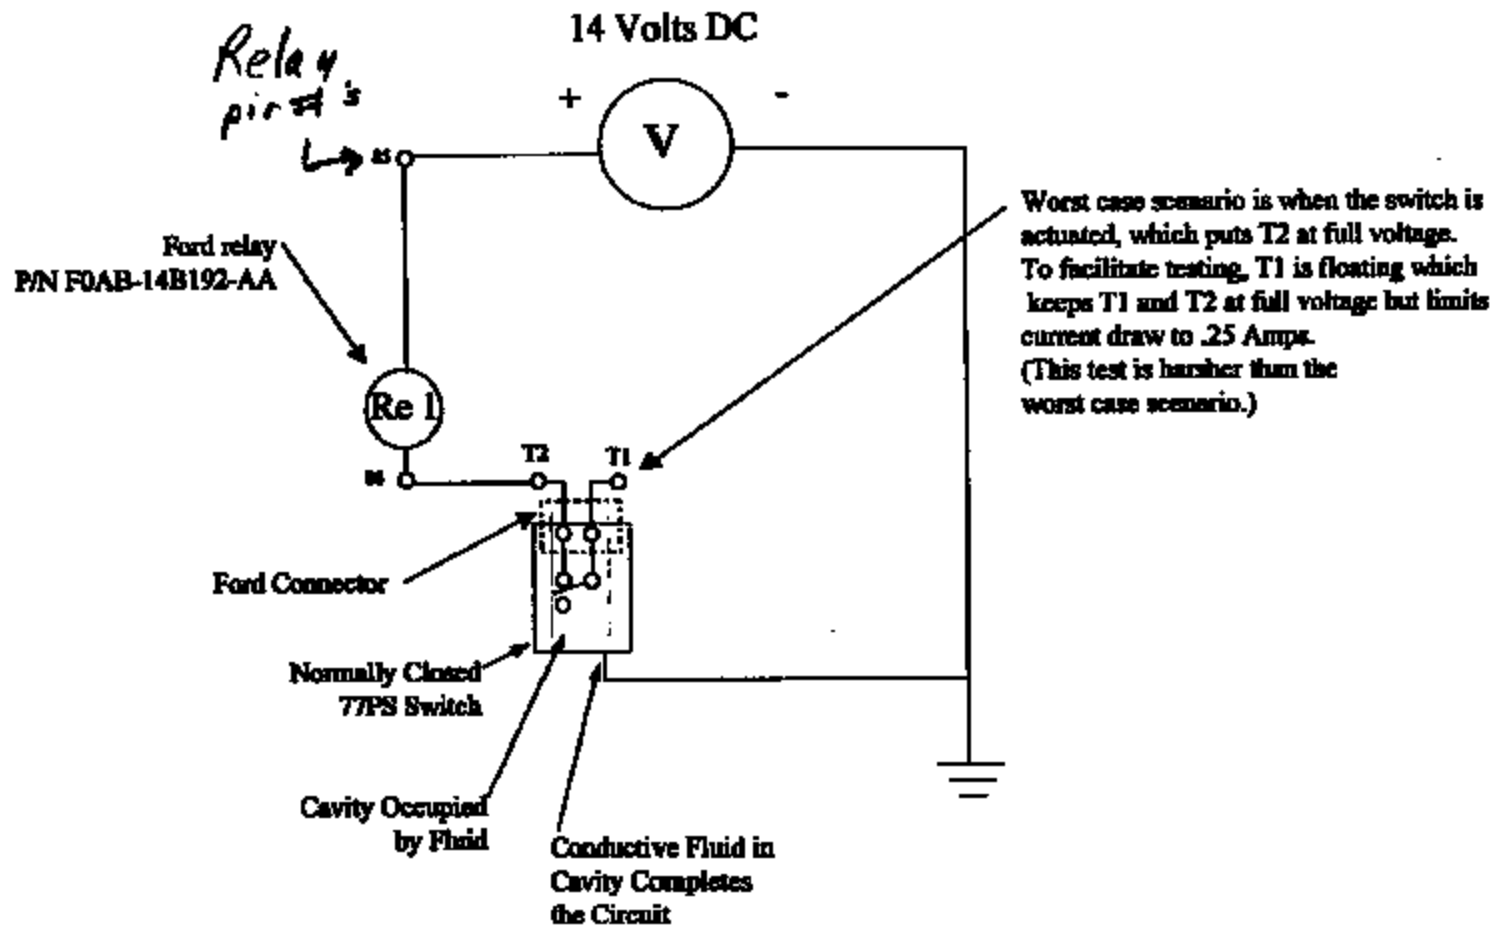 14 Volts DC
Relay
pin #'s
+
-
V
85
Worst case scenario is when the switch is
actuated, which puts T2 at full voltage.
To facilitate testing, T1 is floating which
keeps T1 and T2 at full voltage but limits
current draw to .25 Amps.
(This test is harsher than the
worst case scenario.)
Ford relay
P/N F0AB-14B192-AA
Re 1
T2
T1
86
Ford Connector
Normally Closed
77PS Switch
Cavity Occupied
by Fluid
Conductive Fluid in
Cavity Completes
the Circuit